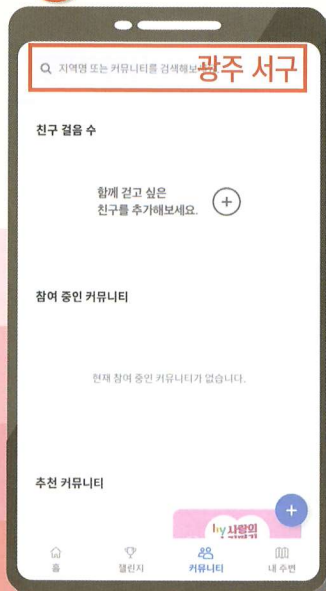 지역명 또는 커뮤니티를 검색해보
광주 서구
친구 걸음 수
함께 걷고 싶은
친구를 추가해보세요.
참여 중인 커뮤니티
현재 참여 중인 커뮤니티가 없습니다.
추천 커뮤니티
hy 사랑의
홈 챌린지 커뮤니티 내 주변